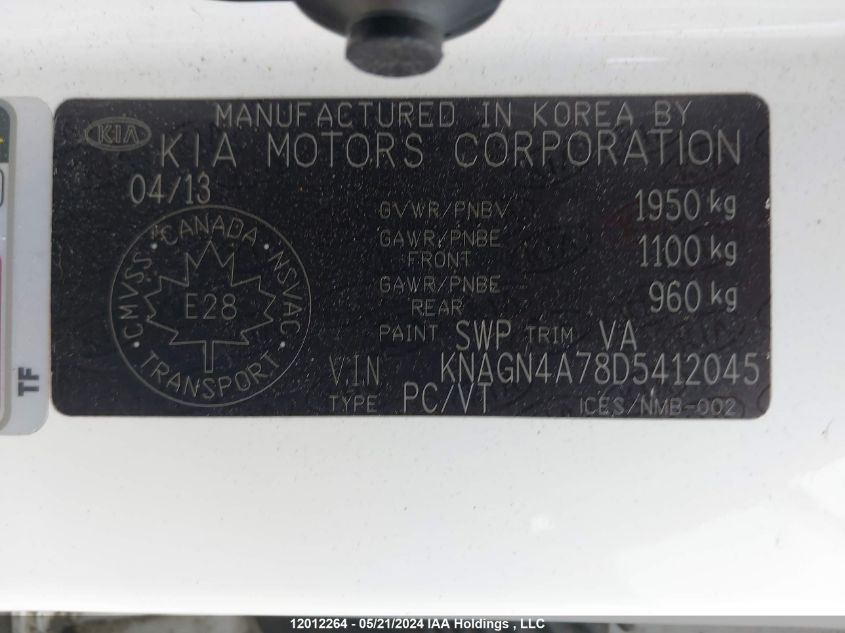 MANUFACTURED IN KOREA BY
KIA
KIA MOTORS CORPORATION
04/13
GVWR/PNBV 1950 kg
GAWR/PNBE FRONT 1100 kg
GAWR/PNBE REAR 960 kg
CANADA
CMVSS NSVAC
E28
TRANSPORT
PAINT SWP TRIM VA
V.I.N KNAGN4A78D5412045
TYPE PC/VT ICES/NMB-002
TF
12012264 - 05/21/2024 IAA Holdings , LLC